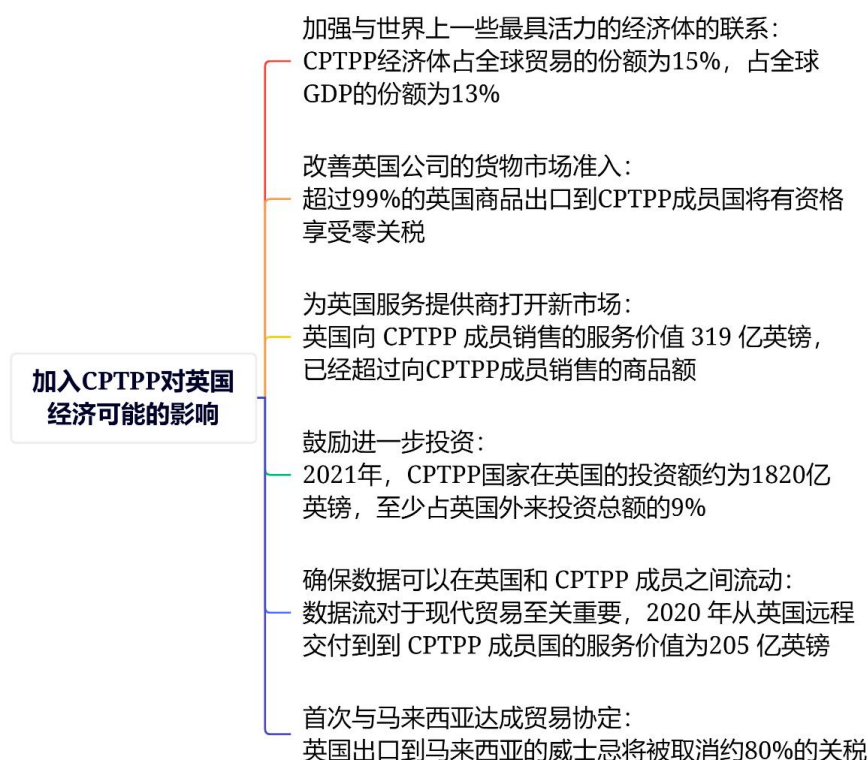 加强与世界上一些最具活力的经济体的联系：
CPTPP经济体占全球贸易的份额为15%，占全球
GDP的份额为13%
改善英国公司的货物市场准入：
超过99%的英国商品出口到CPTPP成员国将有资格
享受零关税
为英国服务提供商打开新市场：
英国向 CPTPP 成员销售的服务价值 319 亿英镑，
已经超过向CPTPP成员销售的商品额
加入CPTPP对英国
经济可能的影响
鼓励进一步投资：
2021年，CPTPP国家在英国的投资额约为1820亿
英镑，至少占英国外来投资总额的9%
确保数据可以在英国和 CPTPP 成员之间流动：
数据流对于现代贸易至关重要，2020 年从英国远程
交付到到 CPTPP 成员国的服务价值为205 亿英镑
首次与马来西亚达成贸易协定：
英国出口到马来西亚的威士忌将被取消约80%的关税